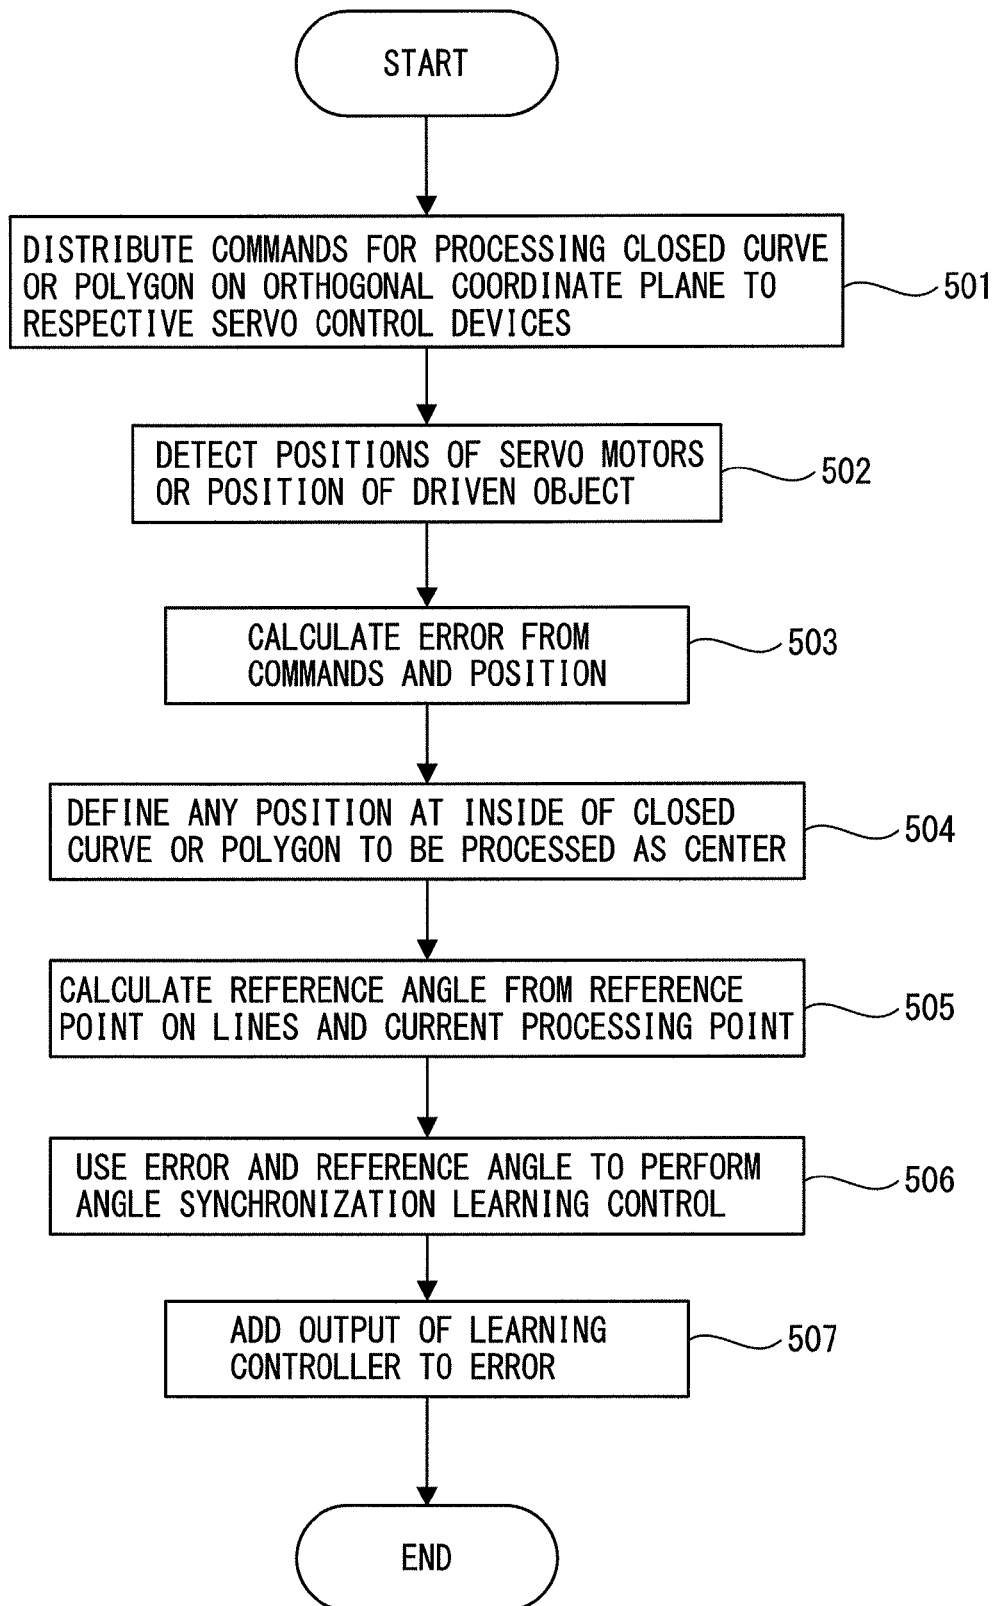 START
DISTRIBUTE COMMANDS FOR PROCESSING CLOSED CURVE
OR POLYGON ON ORTHOGONAL COORDINATE PLANE TO
RESPECTIVE SERVO CONTROL DEVICES
501
DETECT POSITIONS OF SERVO MOTORS
OR POSITION OF DRIVEN OBJECT
502
CALCULATE ERROR FROM
COMMANDS AND POSITION
503
DEFINE ANY POSITION AT INSIDE OF CLOSED
CURVE OR POLYGON TO BE PROCESSED AS CENTER
504
CALCULATE REFERENCE ANGLE FROM REFERENCE
POINT ON LINES AND CURRENT PROCESSING POINT
505
USE ERROR AND REFERENCE ANGLE TO PERFORM
ANGLE SYNCHRONIZATION LEARNING CONTROL
506
ADD OUTPUT OF LEARNING
CONTROLLER TO ERROR
507
END